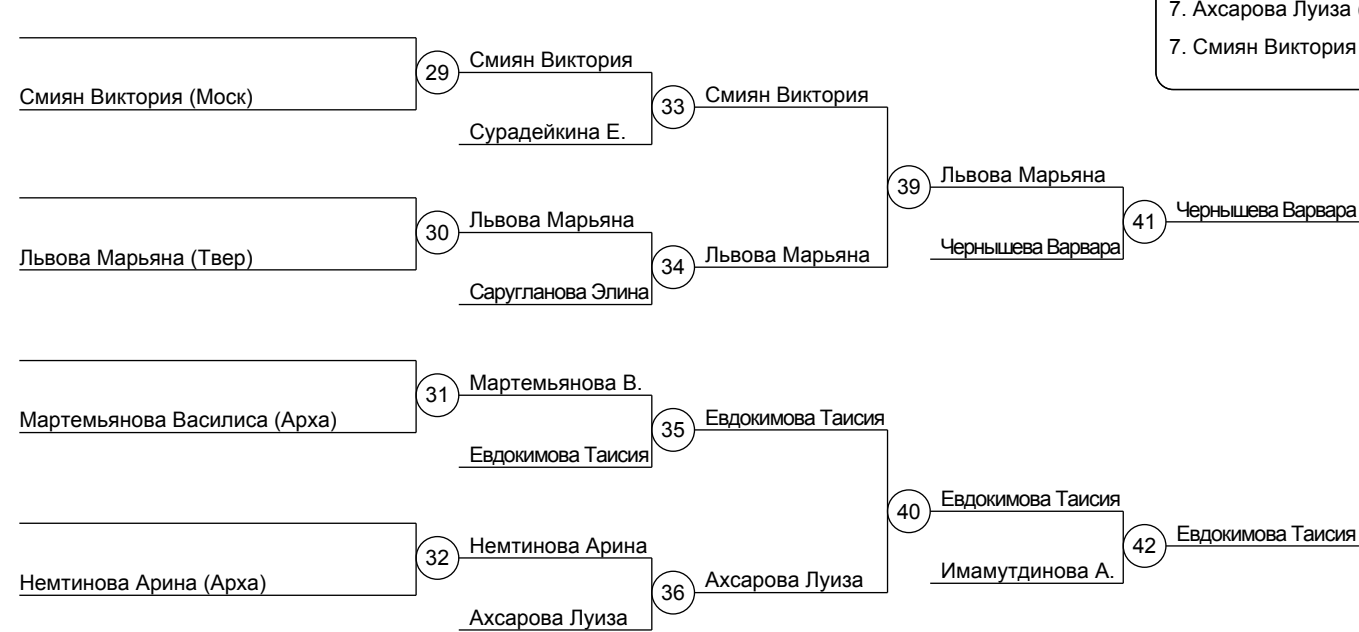 7. Ахсарова Луиза
7. Смиян Виктория
29
Смиян Виктория
Смиян Виктория (Моск)
33
Смиян Виктория
Сурадейкина Е.
39
Львова Марьяна
30
Львова Марьяна
41
Чернышева Варвара
Львова Марьяна (Твер)
34
Львова Марьяна
Чернышева Варвара
Саругланова Элина
31
Мартемьянова В.
Мартемьянова Василиса (Арха)
35
Евдокимова Таисия
Евдокимова Таисия
40
Евдокимова Таисия
32
Немтинова Арина
42
Евдокимова Таисия
Немтинова Арина (Арха)
36
Ахсарова Луиза
Имамутдинова А.
Ахсарова Луиза